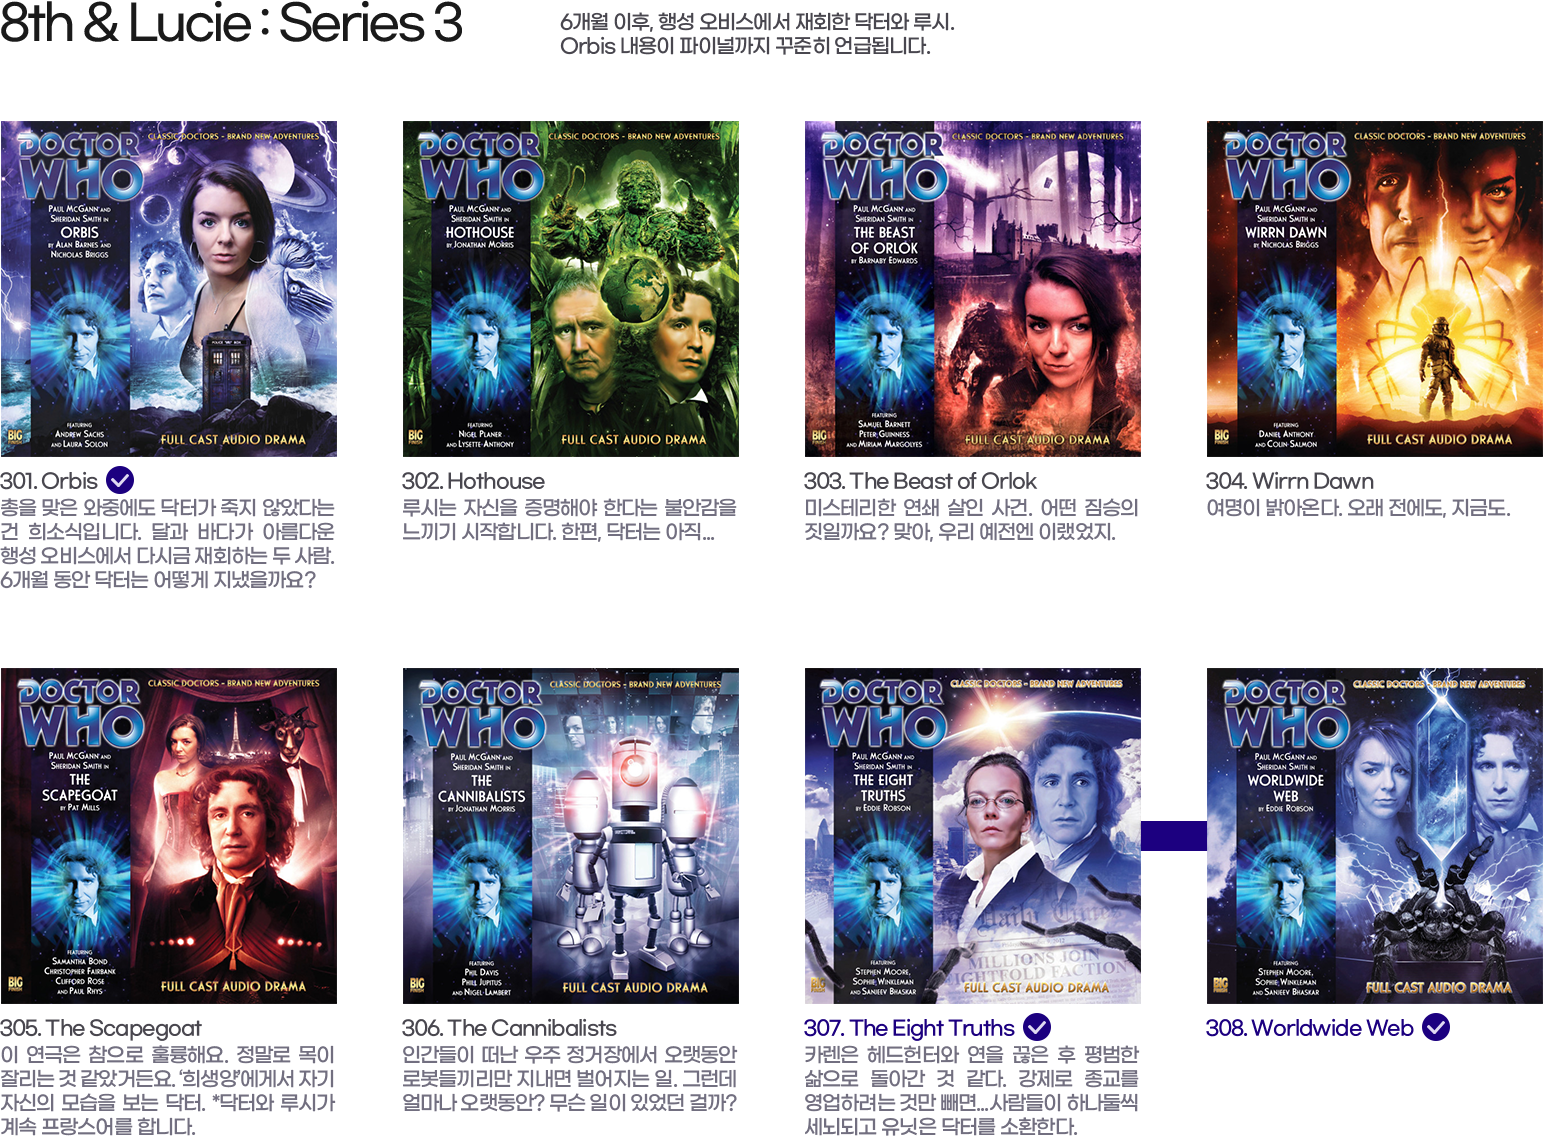 8th & Lucie : Series 3
6개월 이후, 행성 오비스에서 재회한 닥터와 루시.
Orbis 내용이 파이널까지 꾸준히 언급됩니다.
CLASSIC DOCTORS - BRAND NEW ADVENTURES
DOCTOR
WHO
PAUL MCGANN AND
SHERIDAN SMITH IN
ORBIS
BY ALAN BARNES AND
NICHOLAS BRIGGS
POLICE BOX
FEATURING
ANDREW SACHS
AND LAURA SOLON
BIG
FINISH
FULL CAST AUDIO DRAMA
CLASSIC DOCTORS - BRAND NEW ADVENTURES
DOCTOR
WHO
PAUL MCGANN AND
SHERIDAN SMITH IN
HOTHOUSE
BY JONATHAN MORRIS
FEATURING
NIGEL PLANER
AND LYSETTE ANTHONY
BIG
FINISH
FULL CAST AUDIO DRAMA
CLASSIC DOCTORS - BRAND NEW ADVENTURES
DOCTOR
WHO
PAUL MCGANN AND
SHERIDAN SMITH IN
THE BEAST
OF ORLOK
BY BARNABY EDWARDS
FEATURING
SAMUEL BARNETT
PETER GUINNESS
AND MIRIAM MARGOLYES
BIG
FINISH
FULL CAST AUDIO DRAMA
CLASSIC DOCTORS - BRAND NEW ADVENTURES
DOCTOR
WHO
PAUL MCGANN AND
SHERIDAN SMITH IN
WIRRN DAWN
BY NICHOLAS BRIGGS
FEATURING
DANIEL ANTHONY
AND COLIN SALMON
BIG
FINISH
FULL CAST AUDIO DRAMA
301. Orbis
총을 맞은 와중에도 닥터가 죽지 않았다는
건 희소식입니다. 달과 바다가 아름다운
행성 오비스에서 다시금 재회하는 두 사람.
6개월 동안 닥터는 어떻게 지냈을까요?
302. Hothouse
루시는 자신을 증명해야 한다는 불안감을
느끼기 시작합니다. 한편, 닥터는 아직...
303. The Beast of Orlok
미스테리한 연쇄 살인 사건. 어떤 짐승의
짓일까요? 맞아, 우리 예전엔 이랬었지.
304. Wirrn Dawn
여명이 밝아온다. 오래 전에도, 지금도.
CLASSIC DOCTORS - BRAND NEW ADVENTURES
DOCTOR
WHO
PAUL MCGANN AND
SHERIDAN SMITH IN
THE
SCAPEGOAT
BY PAT MILLS
FEATURING
SAMANTHA BOND
CHRISTOPHER FAIRBANK
CLIFFORD ROSE
AND PAUL RHYS
BIG
FINISH
FULL CAST AUDIO DRAMA
CLASSIC DOCTORS - BRAND NEW ADVENTURES
DOCTOR
WHO
PAUL MCGANN AND
SHERIDAN SMITH IN
THE
CANNIBALISTS
BY JONATHAN MORRIS
FEATURING
PHIL DAVIS
PHILL JUPITUS
AND NIGEL LAMBERT
BIG
FINISH
FULL CAST AUDIO DRAMA
CLASSIC DOCTORS - BRAND NEW ADVENTURES
DOCTOR
WHO
PAUL MCGANN AND
SHERIDAN SMITH IN
THE EIGHT
TRUTHS
BY EDDIE ROBSON
Daily
MILLIONS JOIN
EIGHTFOLD FACTION
FEATURING
STEPHEN MOORE,
SOPHIE WINKLEMAN
AND SANJEEV BHASKAR
BIG
FINISH
FULL CAST AUDIO DRAMA
CLASSIC DOCTORS - BRAND NEW ADVENTURES
DOCTOR
WHO
PAUL MCGANN AND
SHERIDAN SMITH IN
WORLDWIDE
WEB
BY EDDIE ROBSON
FEATURING
STEPHEN MOORE,
SOPHIE WINKLEMAN
AND SANJEEV BHASKAR
BIG
FINISH
FULL CAST AUDIO DRAMA
305. The Scapegoat
이 연극은 참으로 훌륭해요. 정말로 목이
잘리는 것 같았거든요. ‘희생양’에게서 자기
자신의 모습을 보는 닥터. *닥터와 루시가
계속 프랑스어를 합니다.
306. The Cannibalists
인간들이 떠난 우주 정거장에서 오랫동안
로봇들끼리만 지내면 벌어지는 일. 그런데
얼마나 오랫동안? 무슨 일이 있었던 걸까?
307. The Eight Truths
카렌은 헤드헌터와 연을 끊은 후 평범한
삶으로 돌아간 것 같다. 강제로 종교를
영업하려는 것만 빼면...사람들이 하나둘씩
세뇌되고 유닛은 닥터를 소환한다.
308. Worldwide Web